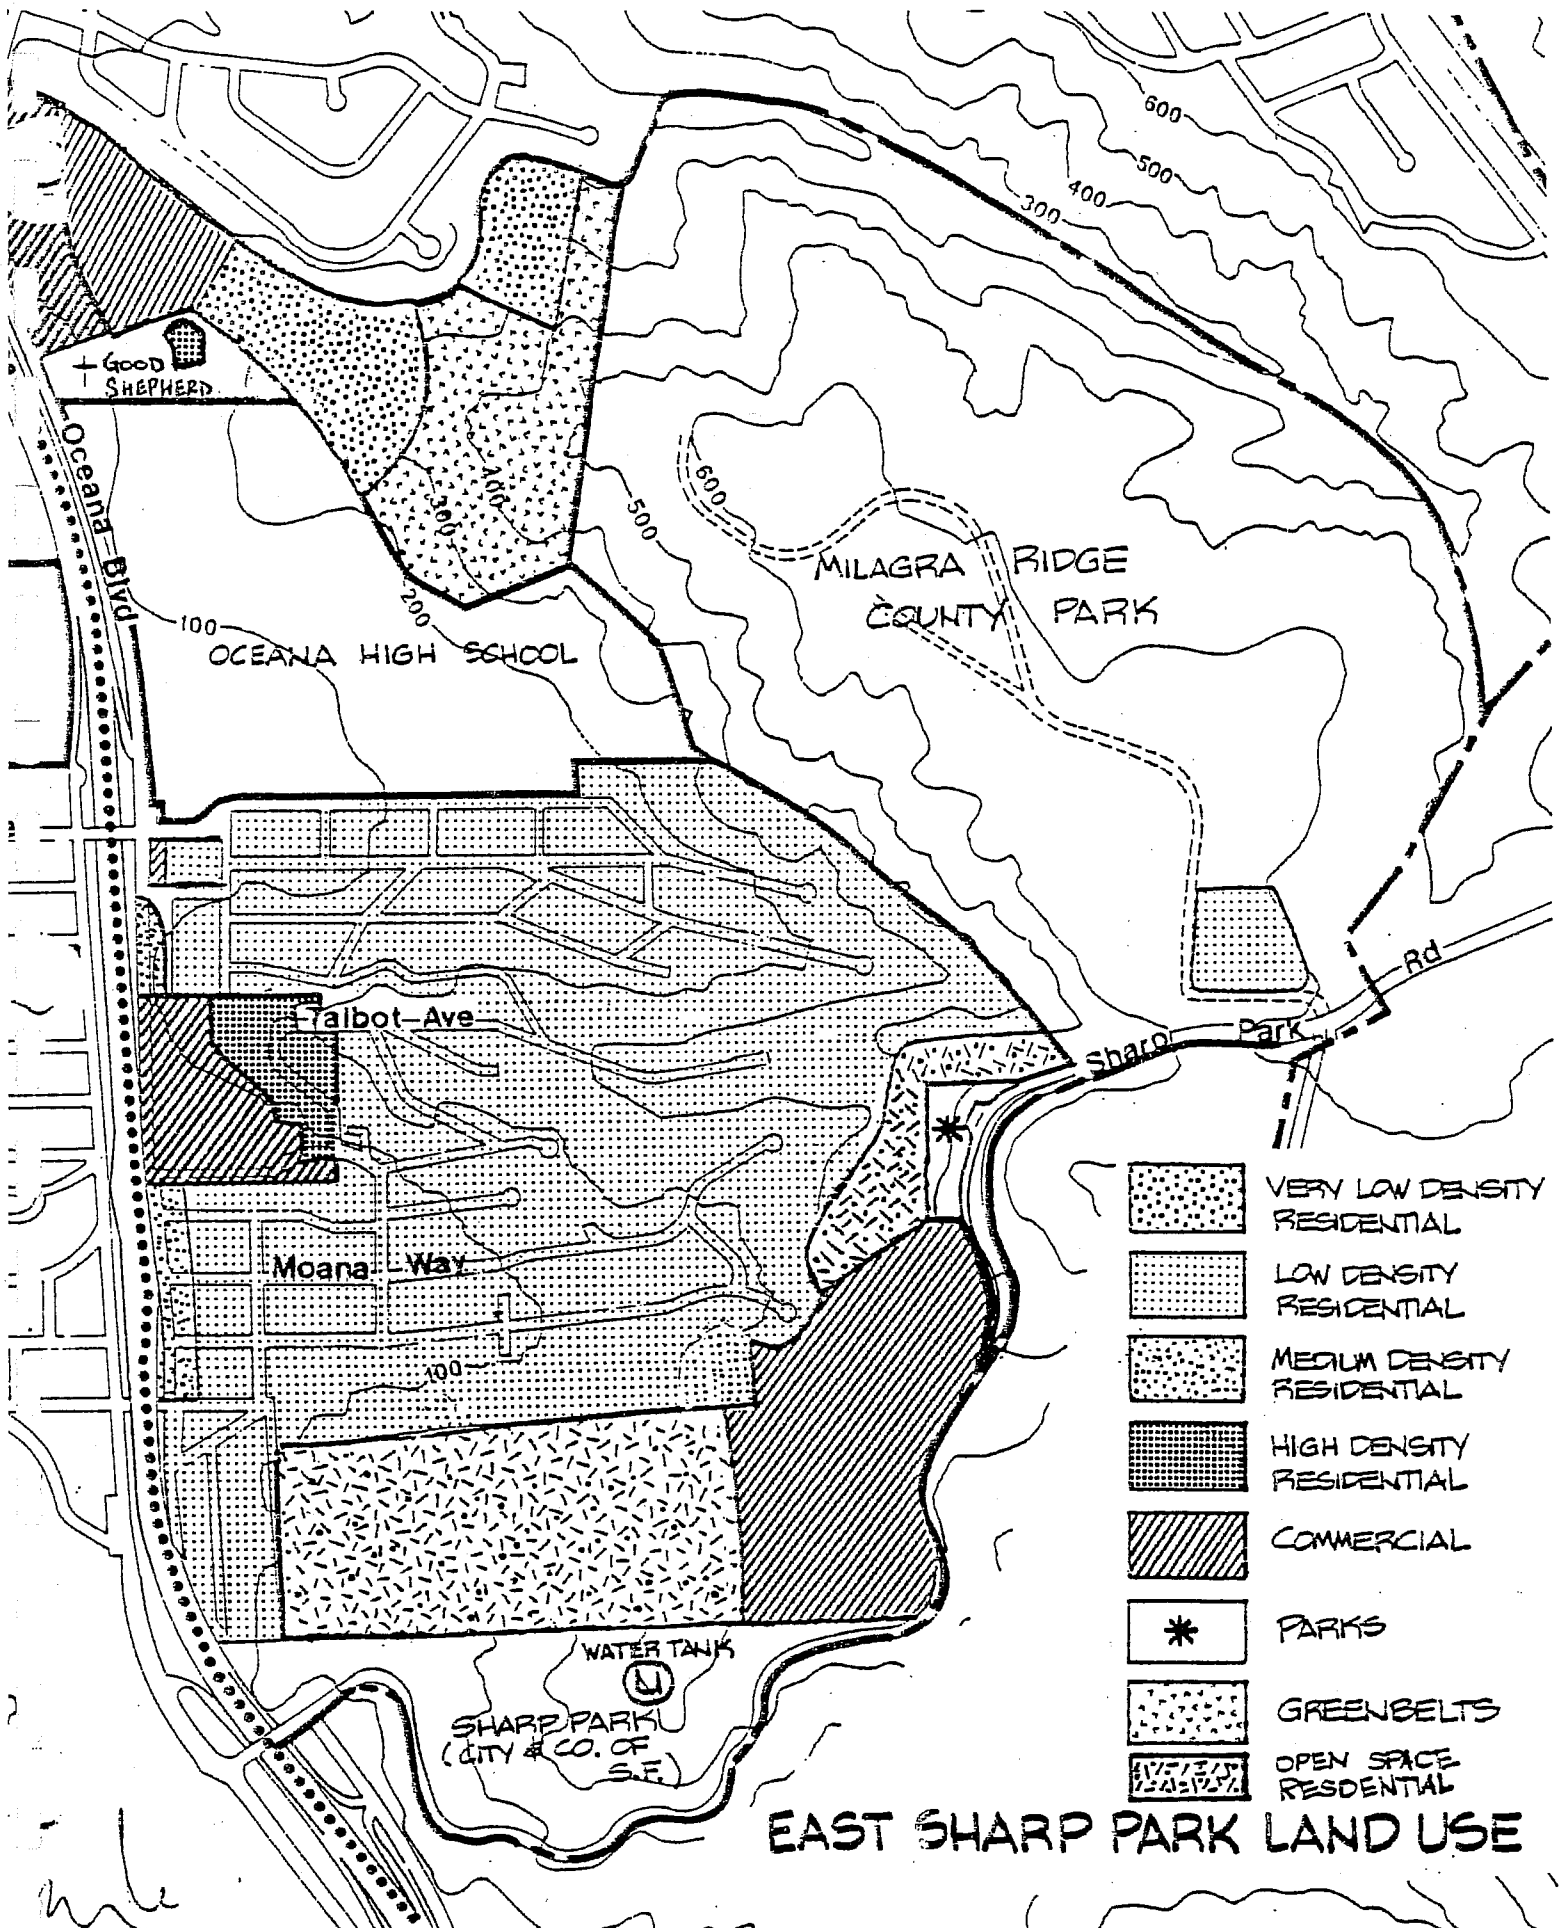 600
500
400
300
+ GOOD
SHEPHERD
Oceana Blvd
600
500
400
300
200
100
MILAGRA RIDGE
COUNTY PARK
OCEANA HIGH SCHOOL
Talbot Ave
Sharp Park Rd
Moana Way
100
WATER TANK
SHARP PARK
(CITY & CO. OF
S.F.)
VERY LOW DENSITY
RESIDENTIAL
LOW DENSITY
RESIDENTIAL
MEDIUM DENSITY
RESIDENTIAL
HIGH DENSITY
RESIDENTIAL
COMMERCIAL
PARKS
GREENBELTS
OPEN SPACE
RESDENTIAL
EAST SHARP PARK LAND USE